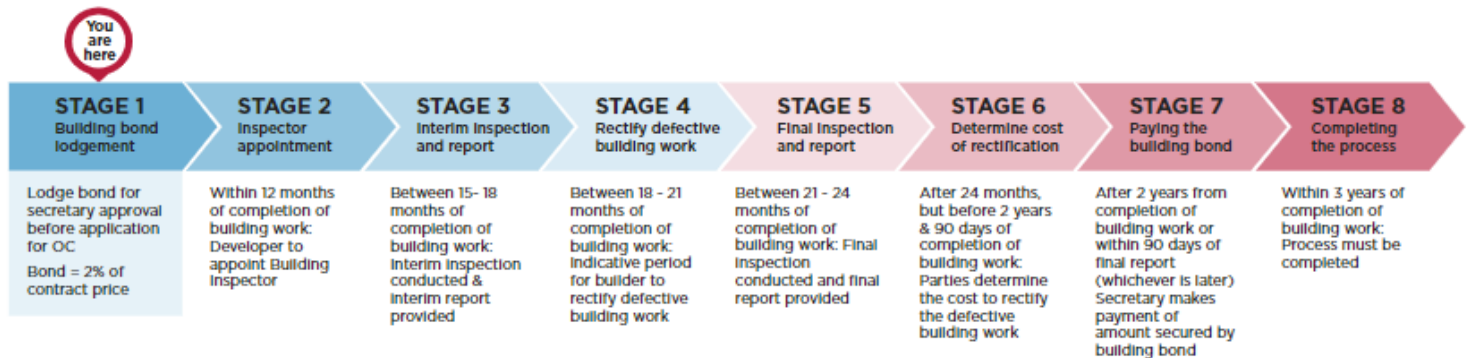 You
are
here
STAGE 1
Building bond
lodgement
STAGE 2
Inspector
appointment
STAGE 3
Interim inspection
and report
STAGE 4
Rectify defective
building work
STAGE 5
Final inspection
and report
STAGE 6
Determine cost
of rectification
STAGE 7
Paying the
building bond
STAGE 8
Completing
the process
Lodge bond for
secretary approval
before application
for OC
Bond = 2% of
contract price
Within 12 months
of completion of
building work:
Developer to
appoint Building
Inspector
Between 15- 18
months of
completion of
building work:
Interim inspection
conducted &
interim report
provided
Between 18 - 21
months of
completion of
building work:
Indicative period
for builder to
rectify defective
building work
Between 21 - 24
months of
completion of
building work: Final
inspection
conducted and final
report provided
After 24 months,
but before 2 years
& 90 days of
completion of
building work:
Parties determine
the cost to rectify
the defective
building work
After 2 years from
completion of
building work or
within 90 days of
final report
(whichever is later)
Secretary makes
payment of
amount secured by
building bond
Within 3 years of
completion of
building work:
Process must be
completed